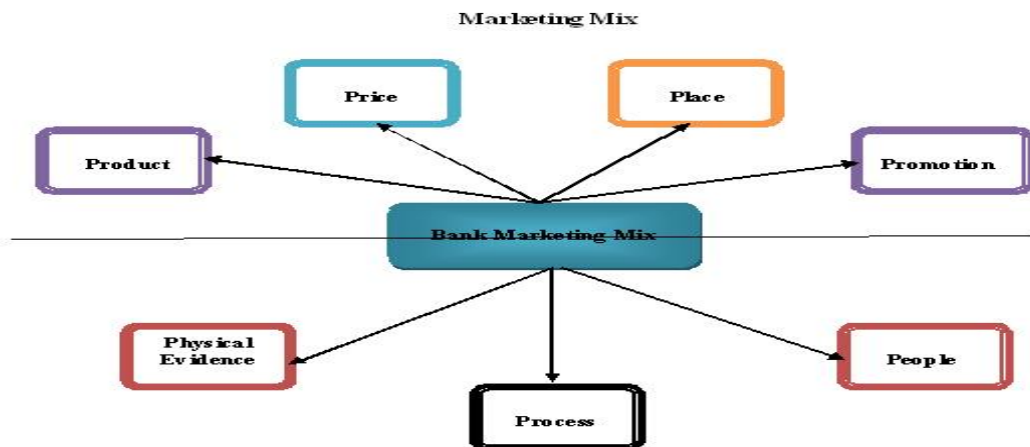 Marketing Mix
Price
Place
Product
Promotion
Bank Marketing Mix
Physical
Evidence
People
Process